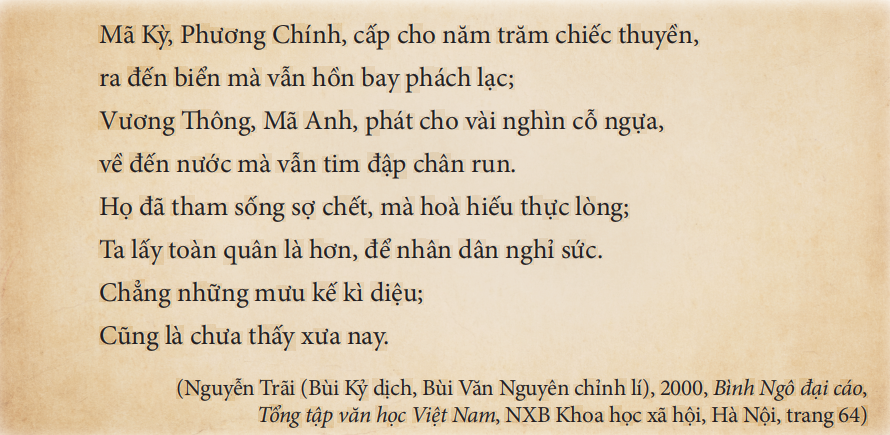 Mã Kỳ, Phương Chính, cấp cho năm trăm chiếc thuyền,
ra đến biển mà vẫn hồn bay phách lạc;
Vương Thông, Mã Anh, phát cho vài nghìn cỗ ngựa,
về đến nước mà vẫn tim đập chân run.
Họ đã tham sống sợ chết, mà hoà hiếu thực lòng;
Ta lấy toàn quân là hơn, để nhân dân nghỉ sức.
Chẳng những mưu kế kì diệu;
Cũng là chưa thấy xưa nay.
(Nguyễn Trãi (Bùi Kỷ dịch, Bùi Văn Nguyên chỉnh lí), 2000, Bình Ngô đại cáo,
Tổng tập văn học Việt Nam, NXB Khoa học xã hội, Hà Nội, trang 64)